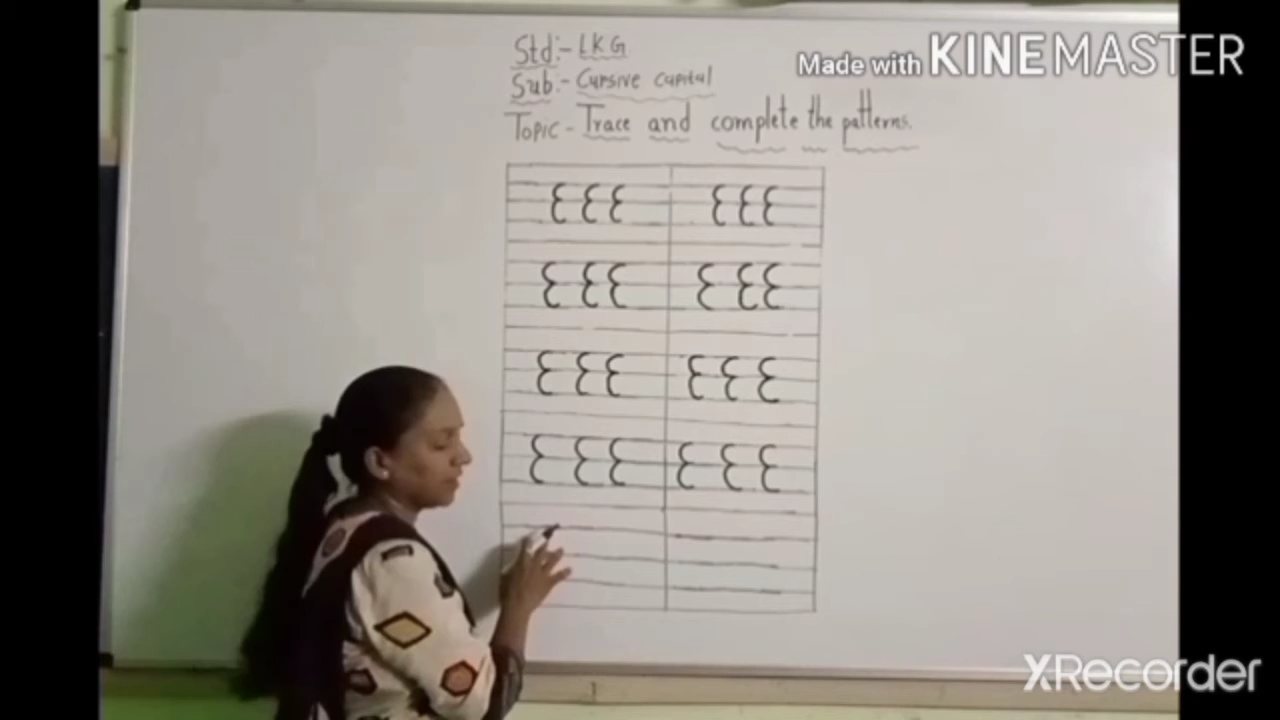 Std:- LKG
Made with KINEMASTER
Sub:- Cursive capital
Topic - Trace and complete the patterns.
ɛ ɛ ɛ ɛ ɛ ɛ
ɛ ɛ ɛ ɛ ɛ ɛ
ɛ ɛ ɛ ɛ ɛ ɛ
ɛ ɛ ɛ ɛ ɛ ɛ
XRecorder